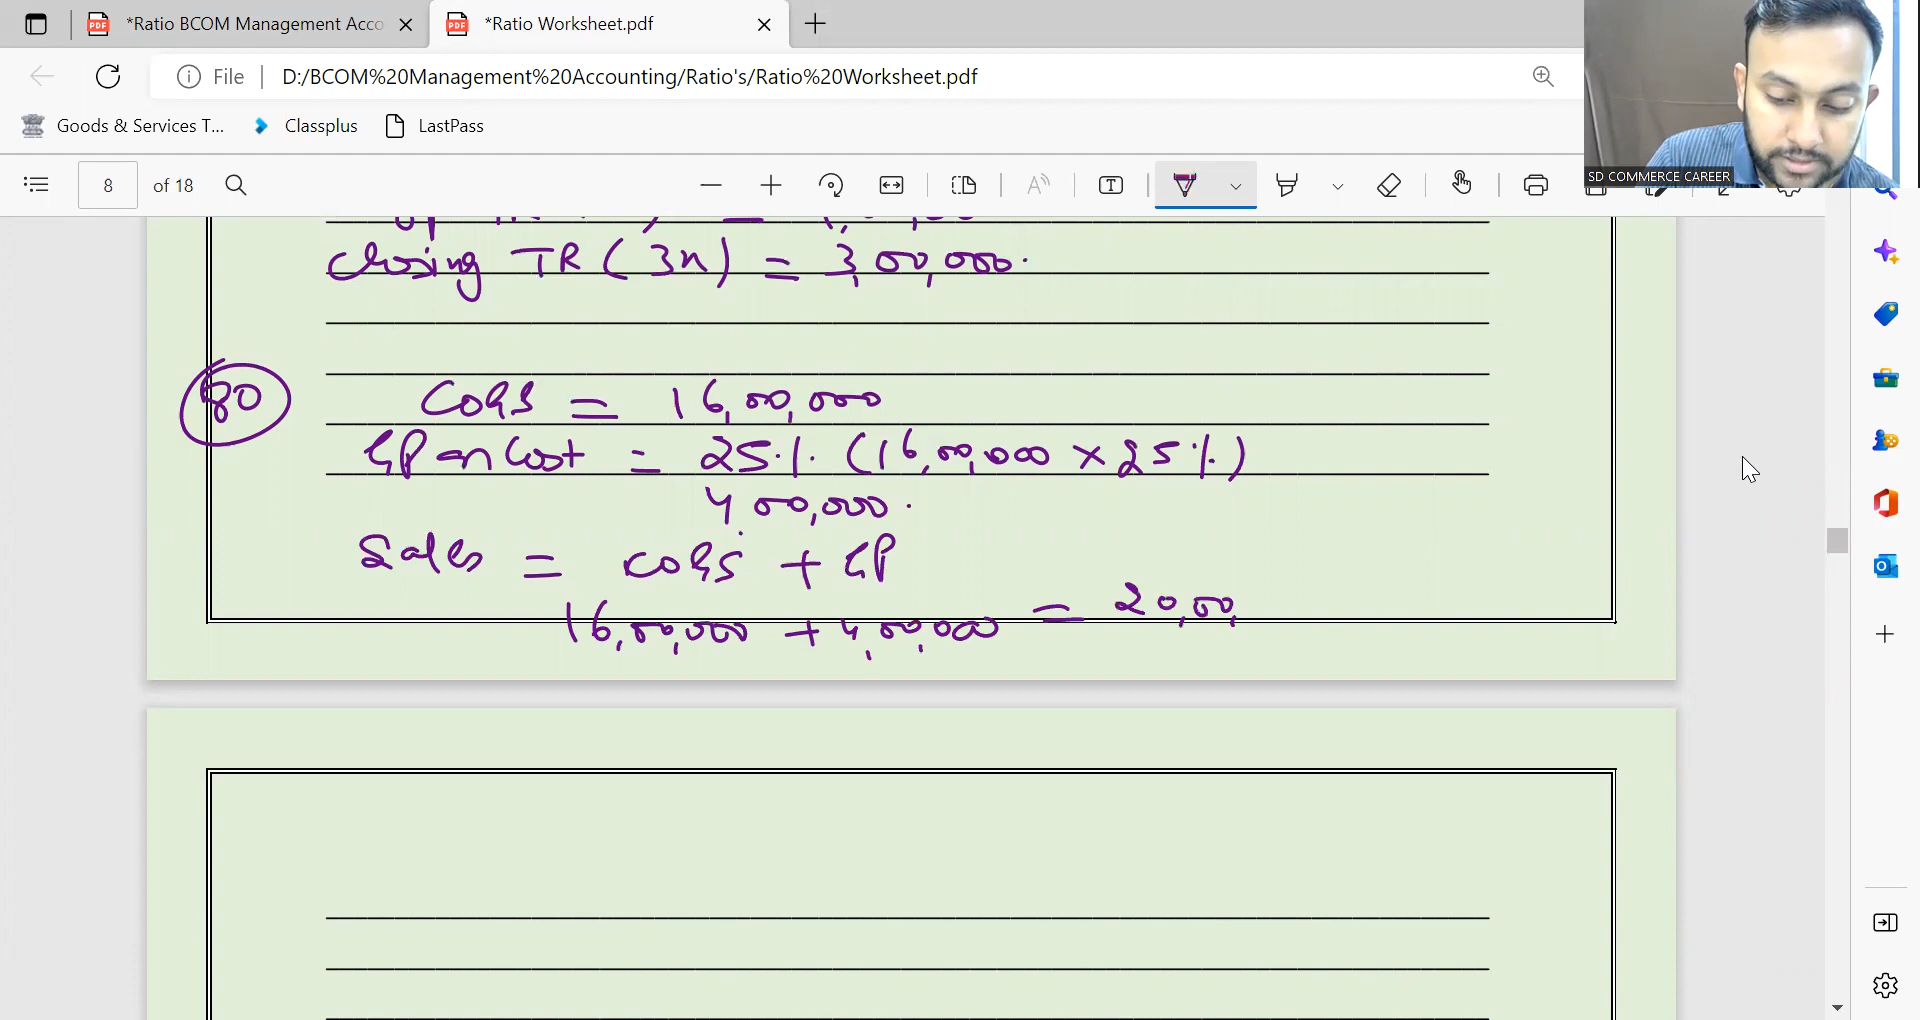 *Ratio BCOM Management Acco
*Ratio Worksheet.pdf
File
D:/BCOM%20Management%20Accounting/Ratio's/Ratio%20Worksheet.pdf
Goods & Services T...
Classplus
LastPass
8 of 18
SD COMMERCE CAREER
closing TR (3x) = 3,00,000.
80
COGS = 16,00,000
GP on Cost = 25% (16,00,000 × 25%)
400,000.
Sales = COGS + GP
16,00,000 + 4,00,000 = 20,00,